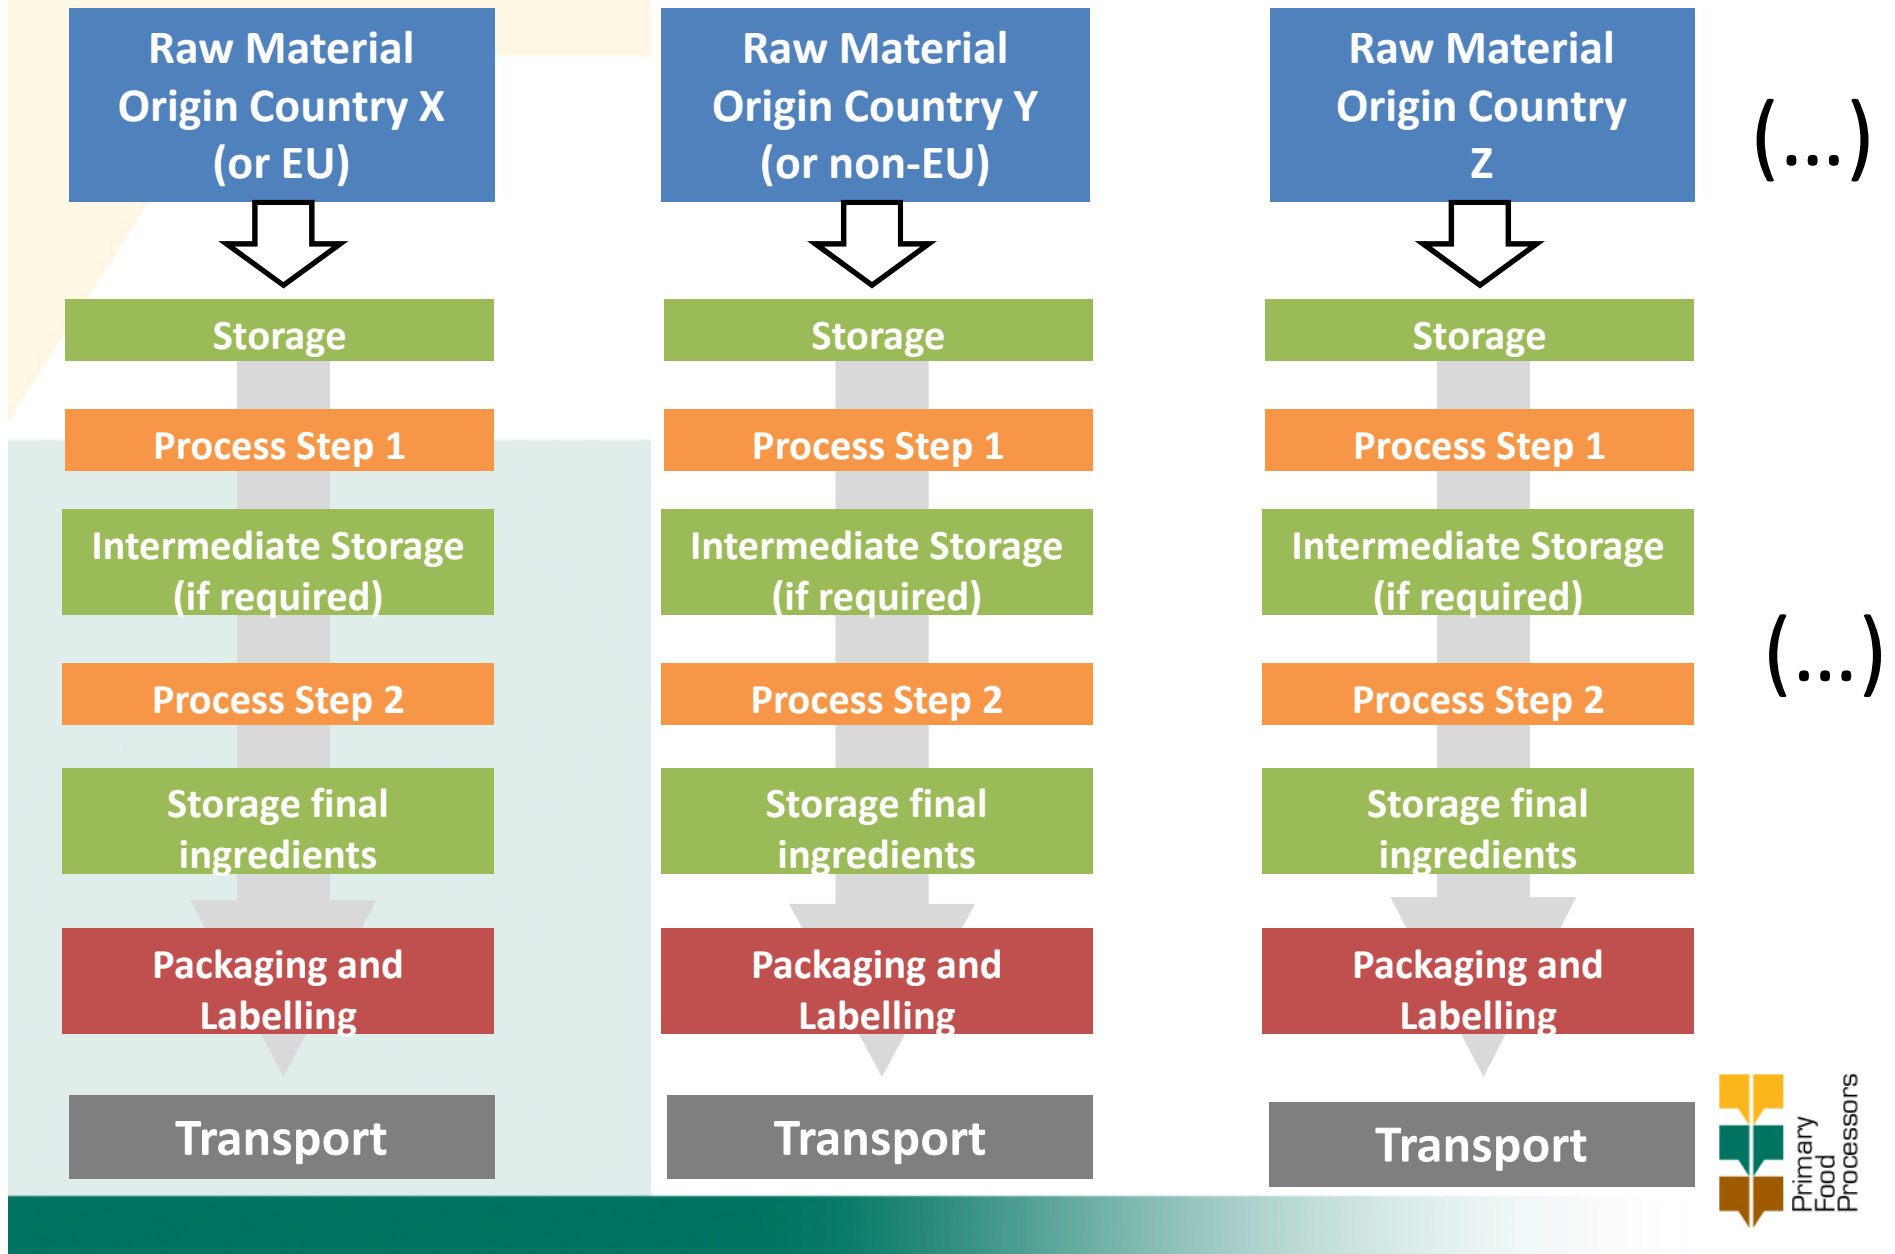 Raw Material
Origin Country X
(or EU)
Storage
Process Step 1
Intermediate Storage
(if required)
Process Step 2
Storage final
ingredients
Packaging and
Labelling
Transport
Raw Material
Origin Country Y
(or non-EU)
Storage
Process Step 1
Intermediate Storage
(if required)
Process Step 2
Storage final
ingredients
Packaging and
Labelling
Transport
Raw Material
Origin Country
Z
Storage
Process Step 1
Intermediate Storage
(if required)
Process Step 2
Storage final
ingredients
Packaging and
Labelling
Transport
(...)
(...)
Primary
Food
Processors